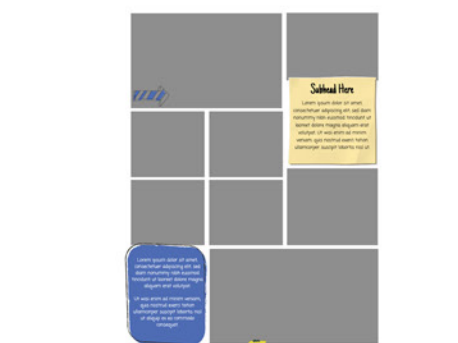 Subhead Here
Lorem ipsum dolor sit amet,
consectetuer adipiscing elit, sed diam
nonummy nibh euismod tincidunt ut
laoreet dolore magna aliquam erat
volutpat. Ut wisi enim ad minim
veniam, quis nostrud exerci tation
ullamcorper suscipit lobortis nisl ut
Lorem ipsum dolor sit amet,
consectetuer adipiscing elit, sed
diam nonummy nibh euismod
tincidunt ut laoreet dolore magna
aliquam erat volutpat.
Ut wisi enim ad minim veniam,
quis nostrud exerci tation
ullamcorper suscipit lobortis nisl
ut aliquip ex ea commodo
consequat.